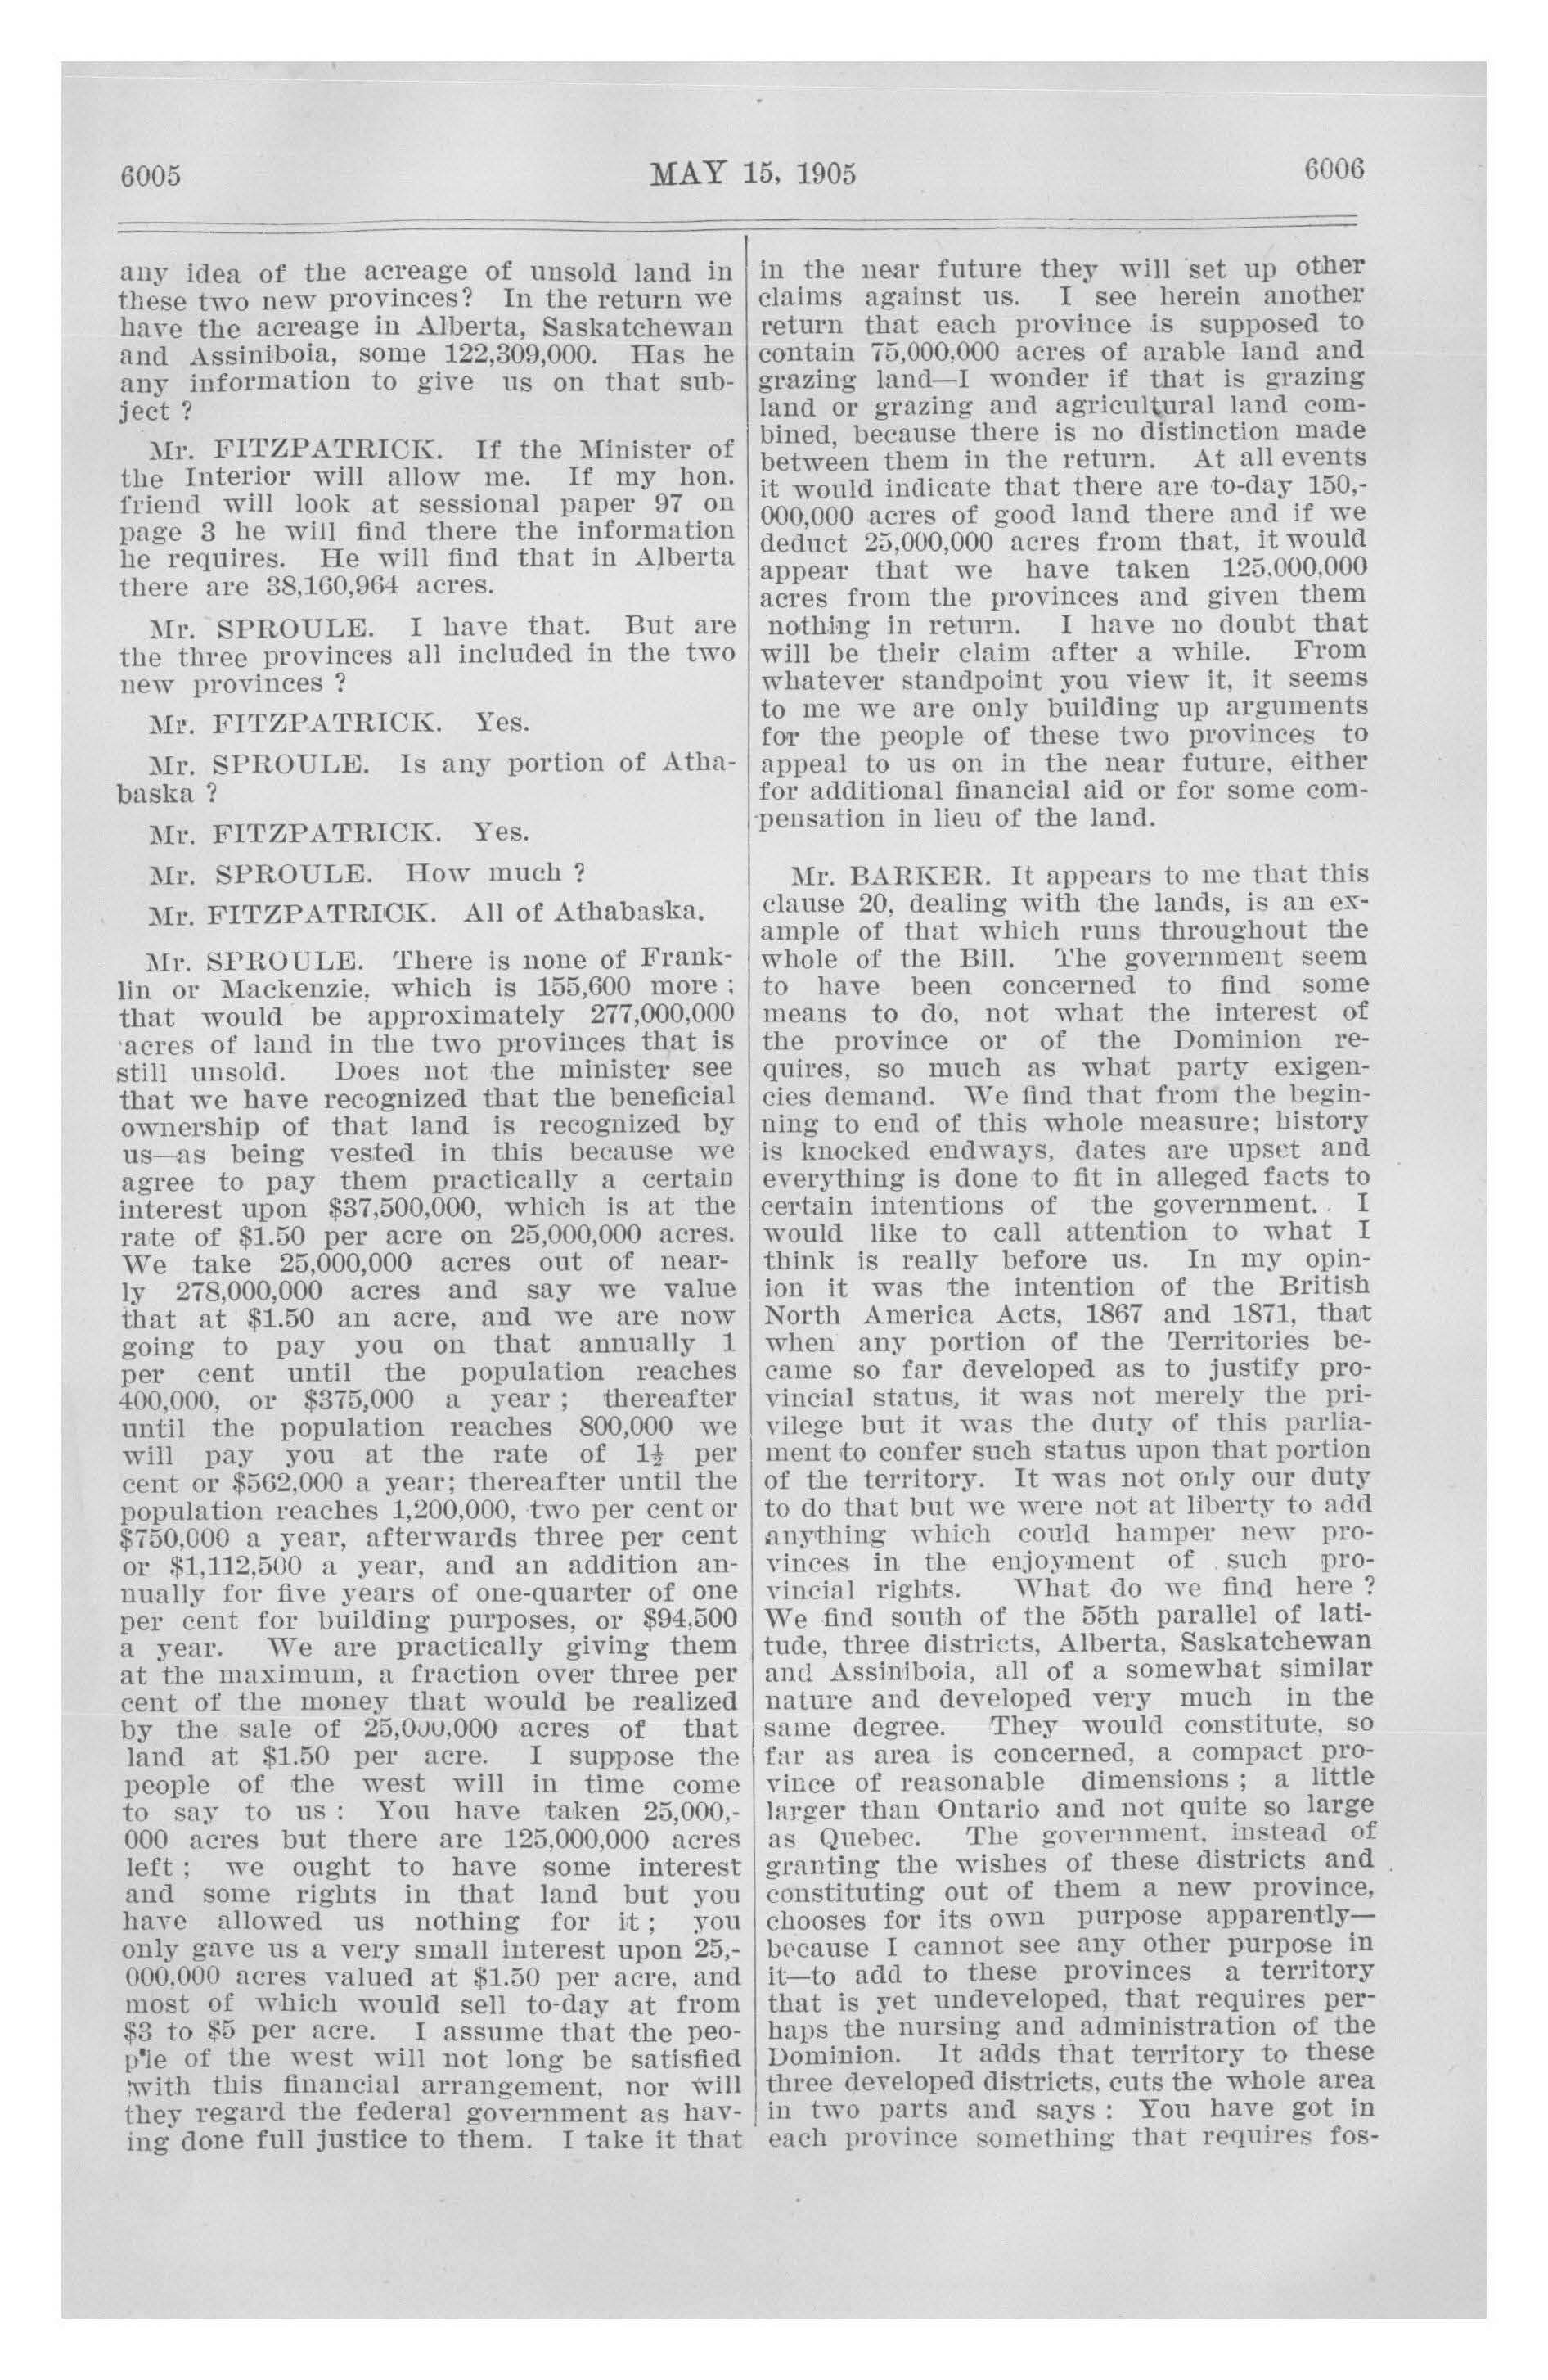 6005
MAY 15, 1905
6006
any idea of the acreage of unsold land in
these two new provinces? In the return we
have the acreage in Alberta, Saskatchewan
and Assiniboia, some 122,309,000. Has he
any information to give us on that sub-
ject ?
Mr. FITZPATRICK. If the Minister of
the Interior will allow me. If my hon.
friend will look at sessional paper 97 on
page 3 he will find there the information
he requires. He will find that in Alberta
there are 38,160,964 acres.
Mr. SPROULE. I have that. But are
the three provinces all included in the two
new provinces ?
Mr. FITZPATRICK. Yes.
Mr. SPROULE. Is any portion of Atha-
baska ?
Mr. FITZPATRICK. Yes.
Mr. SPROULE. How much ?
Mr. FITZPATRICK. All of Athabaska.
Mr. SPROULE. There is none of Frank-
lin or Mackenzie, which is 155,600 more ;
that would be approximately 277,000,000
acres of land in the two provinces that is
still unsold. Does not the minister see
that we have recognized that the beneficial
ownership of that land is recognized by
us—as being vested in this because we
agree to pay them practically a certain
interest upon $37,500,000, which is at the
rate of $1.50 per acre on 25,000,000 acres.
We take 25,000,000 acres out of near-
ly 278,000,000 acres and say we value
that at $1.50 an acre, and we are now
going to pay you on that annually 1
per cent until the population reaches
400,000, or $375,000 a year ; thereafter
until the population reaches 800,000 we
will pay you at the rate of 1½ per
cent or $562,000 a year; thereafter until the
population reaches 1,200,000, two per cent or
$750,000 a year, afterwards three per cent
or $1,112,500 a year, and an addition an-
nually for five years of one-quarter of one
per cent for building purposes, or $94,500
a year. We are practically giving them
at the maximum, a fraction over three per
cent of the money that would be realized
by the sale of 25,000,000 acres of that
land at $1.50 per acre. I suppose the
people of the west will in time come
to say to us : You have taken 25,000,-
000 acres but there are 125,000,000 acres
left ; we ought to have some interest
and some rights in that land but you
have allowed us nothing for it ; you
only gave us a very small interest upon 25,-
000,000 acres valued at $1.50 per acre, and
most of which would sell to-day at from
$3 to $5 per acre. I assume that the peo-
ple of the west will not long be satisfied
with this financial arrangement, nor will
they regard the federal government as hav-
ing done full justice to them. I take it that
in the near future they will set up other
claims against us. I see herein another
return that each province is supposed to
contain 75,000,000 acres of arable land and
grazing land—I wonder if that is grazing
land or grazing and agricultural land com-
bined, because there is no distinction made
between them in the return. At all events
it would indicate that there are to-day 150,-
000,000 acres of good land there and if we
deduct 25,000,000 acres from that, it would
appear that we have taken 125,000,000
acres from the provinces and given them
nothing in return. I have no doubt that
will be their claim after a while. From
whatever standpoint you view it, it seems
to me we are only building up arguments
for the people of these two provinces to
appeal to us on in the near future, either
for additional financial aid or for some com-
pensation in lieu of the land.
Mr. BARKER. It appears to me that this
clause 20, dealing with the lands, is an ex-
ample of that which runs throughout the
whole of the Bill. The government seem
to have been concerned to find some
means to do, not what the interest of
the province or of the Dominion re-
quires, so much as what party exigen-
cies demand. We find that from the begin-
ning to end of this whole measure; history
is knocked endways, dates are upset and
everything is done to fit in alleged facts to
certain intentions of the government. I
would like to call attention to what I
think is really before us. In my opin-
ion it was the intention of the British
North America Acts, 1867 and 1871, that
when any portion of the Territories be-
came so far developed as to justify pro-
vincial status, it was not merely the pri-
vilege but it was the duty of this parlia-
ment to confer such status upon that portion
of the territory. It was not only our duty
to do that but we were not at liberty to add
anything which could hamper new pro-
vinces in the enjoyment of such pro-
vincial rights. What do we find here ?
We find south of the 55th parallel of lati-
tude, three districts, Alberta, Saskatchewan
and Assiniboia, all of a somewhat similar
nature and developed very much in the
same degree. They would constitute, so
far as area is concerned, a compact pro-
vince of reasonable dimensions ; a little
larger than Ontario and not quite so large
as Quebec. The government, instead of
granting the wishes of these districts and
constituting out of them a new province,
chooses for its own purpose apparently—
because I cannot see any other purpose in
it—to add to these provinces a territory
that is yet undeveloped, that requires per-
haps the nursing and administration of the
Dominion. It adds that territory to these
three developed districts, cuts the whole area
in two parts and says : You have got in
each province something that requires fos-